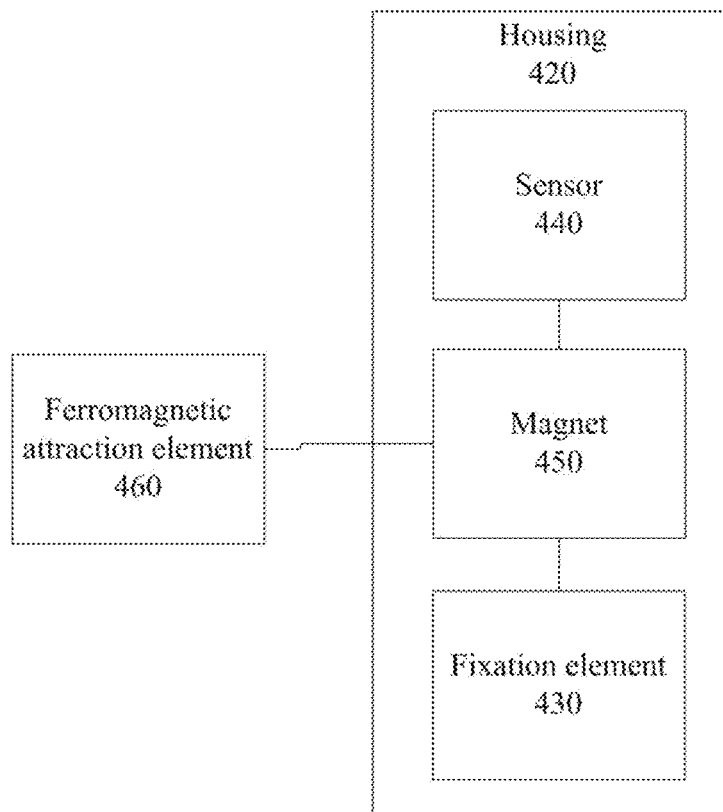 Housing
420
Sensor
440
Ferromagnetic
attraction element
460
Magnet
450
Fixation element
430